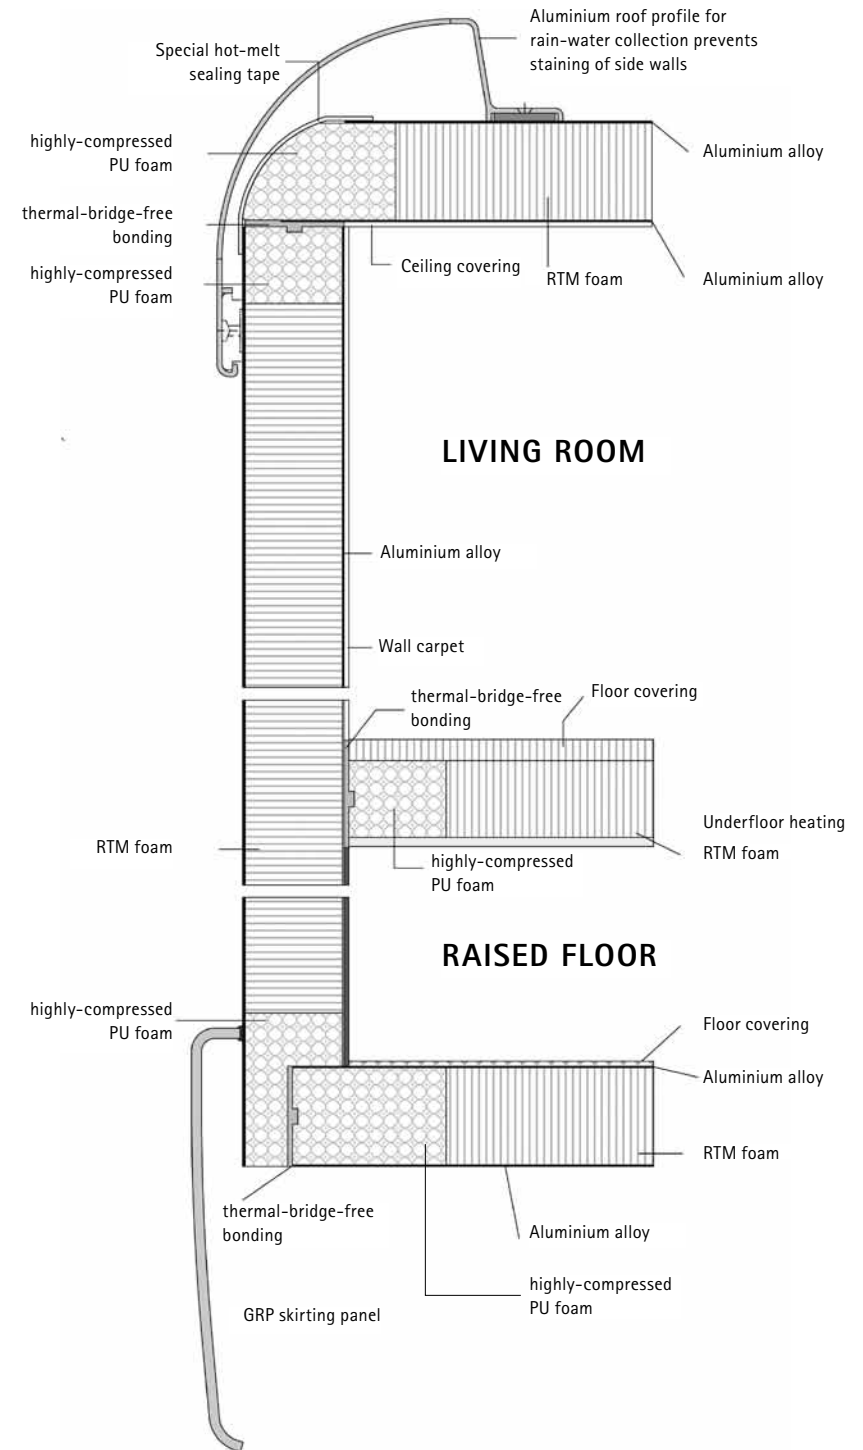 Aluminium roof profile for
rain-water collection prevents
staining of side walls
Special hot-melt
sealing tape
highly-compressed
PU foam
Aluminium alloy
thermal-bridge-free
bonding
highly-compressed
PU foam
Ceiling covering
RTM foam
Aluminium alloy
LIVING ROOM
Aluminium alloy
Wall carpet
thermal-bridge-free
bonding
Floor covering
Underfloor heating
RTM foam
RTM foam
highly-compressed
PU foam
RAISED FLOOR
highly-compressed
PU foam
Floor covering
Aluminium alloy
RTM foam
thermal-bridge-free
bonding
Aluminium alloy
highly-compressed
PU foam
GRP skirting panel